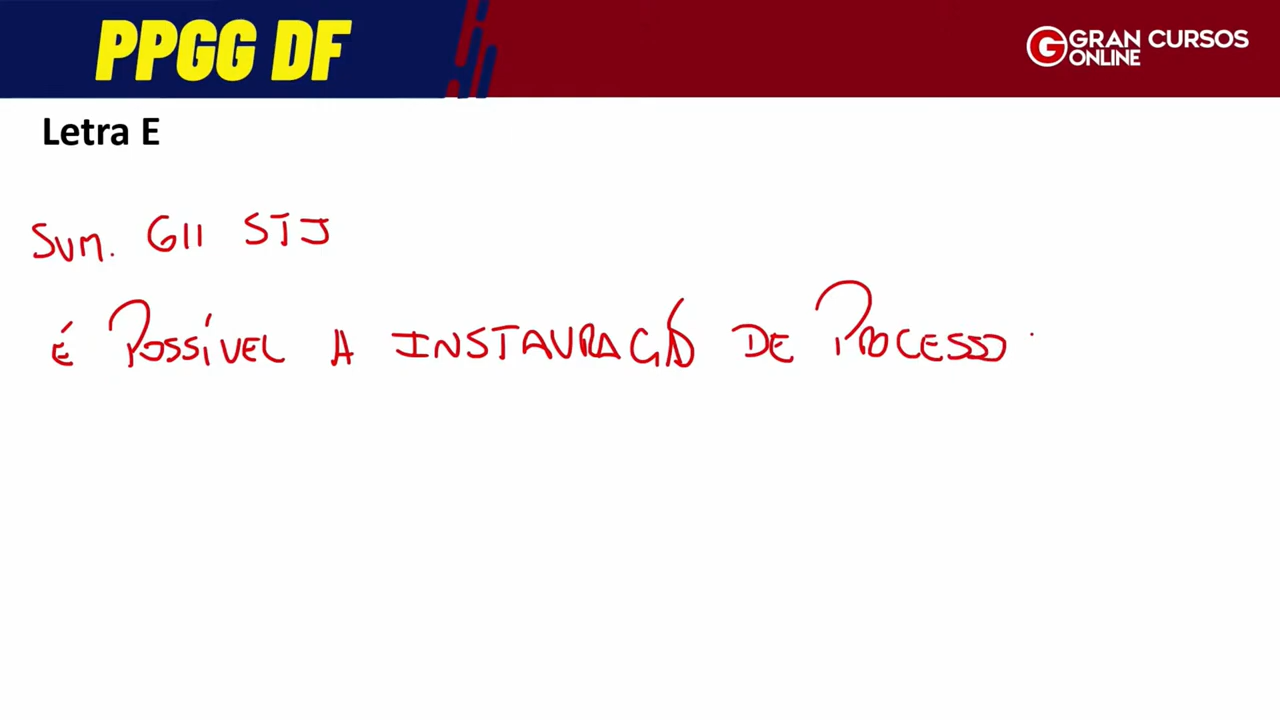 PPGG DF
GRAN CURSOS
ONLINE
Letra E
Sum. 611 STJ
É POSSÍVEL A INSTAURAÇÃO DE PROCESSO